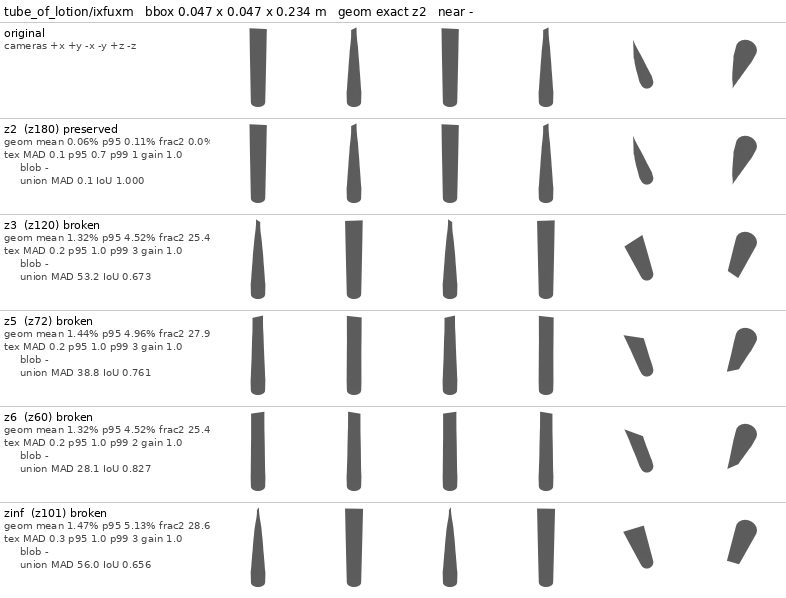 tube_of_lotion/ixfuxm   bbox 0.047 x 0.047 x 0.234 m   geom exact z2   near -
original
cameras +x +y -x -y +z -z
z2  (z180) preserved
geom mean 0.06% p95 0.11% frac2 0.0%
tex MAD 0.1 p95 0.7 p99 1 gain 1.0
blob -
union MAD 0.1 IoU 1.000
z3  (z120) broken
geom mean 1.32% p95 4.52% frac2 25.4
tex MAD 0.2 p95 1.0 p99 3 gain 1.0
blob -
union MAD 53.2 IoU 0.673
z5  (z72) broken
geom mean 1.44% p95 4.96% frac2 27.9
tex MAD 0.2 p95 1.0 p99 3 gain 1.0
blob -
union MAD 38.8 IoU 0.761
z6  (z60) broken
geom mean 1.32% p95 4.52% frac2 25.4
tex MAD 0.2 p95 1.0 p99 2 gain 1.0
blob -
union MAD 28.1 IoU 0.827
zinf  (z101) broken
geom mean 1.47% p95 5.13% frac2 28.6
tex MAD 0.3 p95 1.0 p99 3 gain 1.0
blob -
union MAD 56.0 IoU 0.656